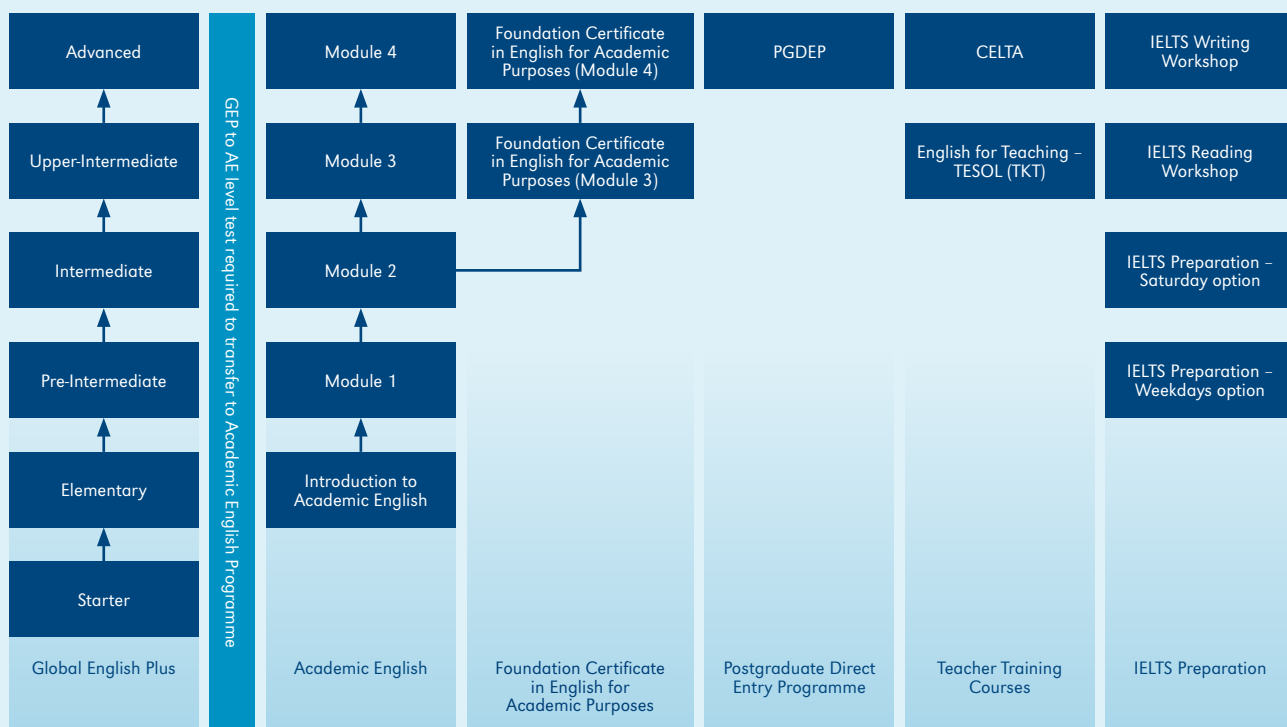 Advanced
Upper-Intermediate
Intermediate
Pre-Intermediate
Elementary
Starter
Global English Plus
GEP to AE level test required to transfer to Academic English Programme
Module 4
Module 3
Module 2
Module 1
Introduction to
Academic English
Academic English
Foundation Certificate
in English for Academic
Purposes (Module 4)
Foundation Certificate
in English for Academic
Purposes (Module 3)
Foundation Certificate
in English for
Academic Purposes
PGDEP
Postgraduate Direct
Entry Programme
CELTA
English for Teaching –
TESOL (TKT)
Teacher Training
Courses
IELTS Writing
Workshop
IELTS Reading
Workshop
IELTS Preparation –
Saturday option
IELTS Preparation –
Weekdays option
IELTS Preparation